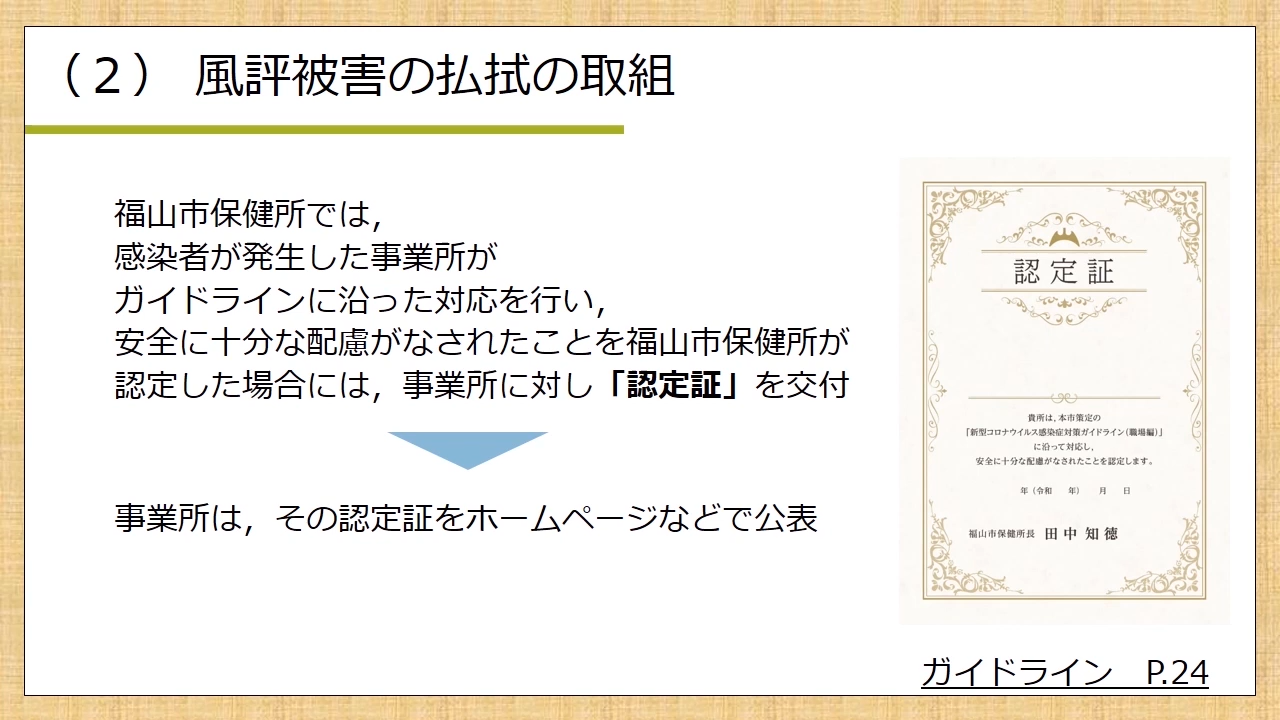 （２） 風評被害の払拭の取組
福山市保健所では，
感染者が発生した事業所が
ガイドラインに沿った対応を行い，
安全に十分な配慮がなされたことを福山市保健所が
認定した場合には，事業所に対し「認定証」を交付
事業所は，その認定証をホームページなどで公表
認定証
貴所は，本市策定の
「新型コロナウイルス感染症対策ガイドライン（職場編）」
に沿って対応し，
安全に十分な配慮がなされたことを認定します。
年（令和　　年）　　月　　日
福山市保健所長　田中 知徳
ガイドライン　P.24